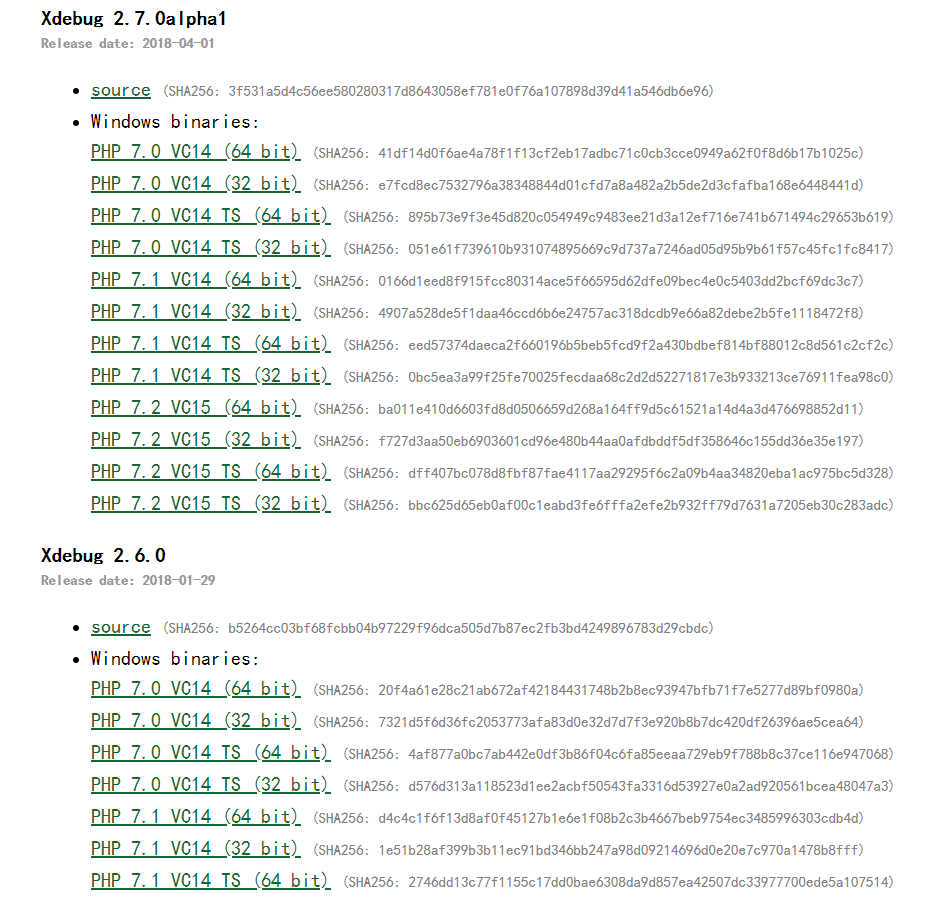 Xdebug 2.7.0alpha1
Release date: 2018-04-01
source (SHA256: 3f531a5d4c56ee580280317d8643058ef781e0f76a107898d39d41a546db6e96)
Windows binaries:
PHP 7.0 VC14 (64 bit) (SHA256: 41df14d0f6ae4a78f1f13cf2eb17adbc71c0cb3cce0949a62f0f8d6b17b1025c)
PHP 7.0 VC14 (32 bit) (SHA256: e7fcd8ec7532796a38348844d01cfd7a8a482a2b5de2d3cfafba168e6448441d)
PHP 7.0 VC14 TS (64 bit) (SHA256: 895b73e9f3e45d820c054949c9483ee21d3a12ef716e741b671494c29653b619)
PHP 7.0 VC14 TS (32 bit) (SHA256: 051e61f739610b931074895669c9d737a7246ad05d95b9b61f57c45fc1fc8417)
PHP 7.1 VC14 (64 bit) (SHA256: 0166d1eed8f915fcc80314ace5f66595d62dfe09bec4e0c5403dd2bcf69dc3c7)
PHP 7.1 VC14 (32 bit) (SHA256: 4907a528de5f1daa46ccd6b6e24757ac318dcdb9e66a82debe2b5fe1118472f8)
PHP 7.1 VC14 TS (64 bit) (SHA256: eed57374daeca2f660196b5beb5fcd9f2a430bdbef814bf88012c8d561c2cf2c)
PHP 7.1 VC14 TS (32 bit) (SHA256: 0bc5ea3a99f25fe70025fecdaa68c2d2d52271817e3b933213ce76911fea98c0)
PHP 7.2 VC15 (64 bit) (SHA256: ba011e410d6603fd8d0506659d268a164ff9d5c61521a14d4a3d476698852d11)
PHP 7.2 VC15 (32 bit) (SHA256: f727d3aa50eb6903601cd96e480b44aa0afdbddf5df358646c155dd36e35e197)
PHP 7.2 VC15 TS (64 bit) (SHA256: dff407bc078d8fbf87fae4117aa29295f6c2a09b4aa34820eba1ac975bc5d328)
PHP 7.2 VC15 TS (32 bit) (SHA256: bbc625d65eb0af00c1eabd3fe6fffa2efe2b932ff79d7631a7205eb30c283adc)
Xdebug 2.6.0
Release date: 2018-01-29
source (SHA256: b5264cc03bf68fcbb04b97229f96dca505d7b87ec2fb3bd4249896783d29cbdc)
Windows binaries:
PHP 7.0 VC14 (64 bit) (SHA256: 20f4a61e28c21ab672af42184431748b2b8ec93947bfb71f7e5277d89bf0980a)
PHP 7.0 VC14 (32 bit) (SHA256: 7321d5f6d36fc2053773afa83d0e32d7d7f3e920b8b7dc420df26396ae5cea64)
PHP 7.0 VC14 TS (64 bit) (SHA256: 4af877a0bc7ab442e0df3b86f04c6fa85eeaa729eb9f788b8c37ce116e947068)
PHP 7.0 VC14 TS (32 bit) (SHA256: d576d313a118523d1ee2acbf50543fa3316d53927e0a2ad920561bcea48047a3)
PHP 7.1 VC14 (64 bit) (SHA256: d4c4c1f6f13d8af0f45127b1e6e1f08b2c3b4667beb9754ec3485996303cdb4d)
PHP 7.1 VC14 (32 bit) (SHA256: 1e51b28af399b3b11ec91bd346bb247a98d09214696d0e20e7c970a1478b8fff)
PHP 7.1 VC14 TS (64 bit) (SHA256: 2746dd13c77f1155c17dd0bae6308da9d857ea42507dc33977700ede5a107514)